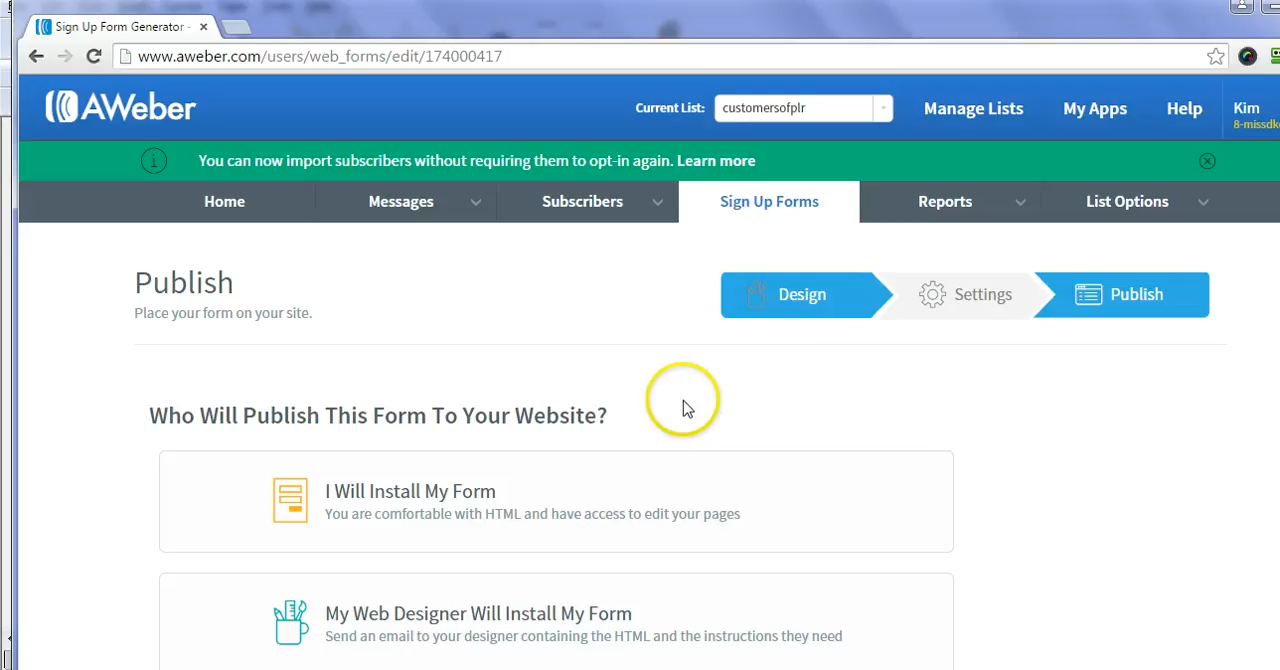 Sign Up Form Generator -
www.aweber.com/users/web_forms/edit/174000417
AWeber
Current List:
customersofplr
Manage Lists
My Apps
Help
Kim
8-missdk
You can now import subscribers without requiring them to opt-in again. Learn more
Home
Messages
Subscribers
Sign Up Forms
Reports
List Options
Publish
Place your form on your site.
Design
Settings
Publish
Who Will Publish This Form To Your Website?
I Will Install My Form
You are comfortable with HTML and have access to edit your pages
My Web Designer Will Install My Form
Send an email to your designer containing the HTML and the instructions they need